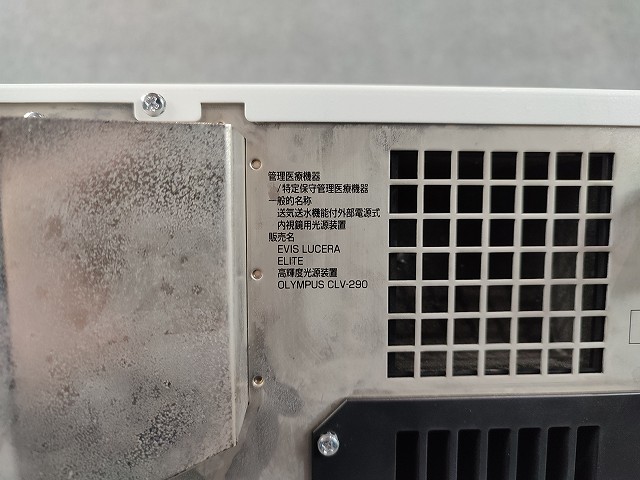 管理医療機器
/特定保守管理医療機器
一般的名称
送気送水機能付外部電源式
内視鏡用光源装置
販売名
EVIS LUCERA
ELITE
高輝度光源装置
OLYMPUS CLV-290